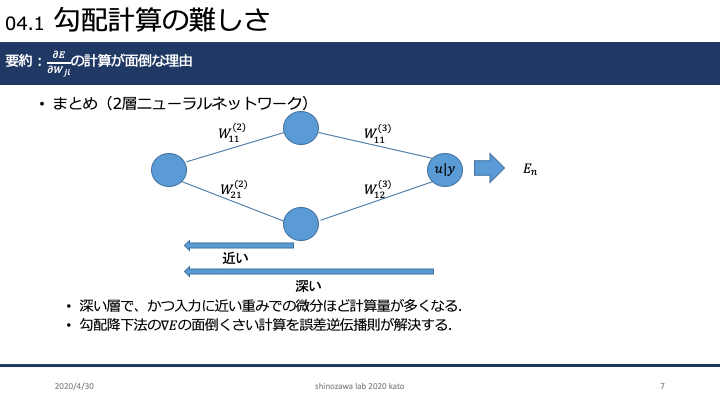 04.1 勾配計算の難しさ
要約：∂E/∂W_{ji}の計算が面倒な理由
• まとめ（2層ニューラルネットワーク）
W_{11}^{(2)} W_{11}^{(3)}
u|y E_n
W_{21}^{(2)} W_{12}^{(3)}
近い
深い
• 深い層で、かつ入力に近い重みでの微分ほど計算量が多くなる.
• 勾配降下法の∇Eの面倒くさい計算を誤差逆伝播則が解決する.
2020/4/30 shinozawa lab 2020 kato 7